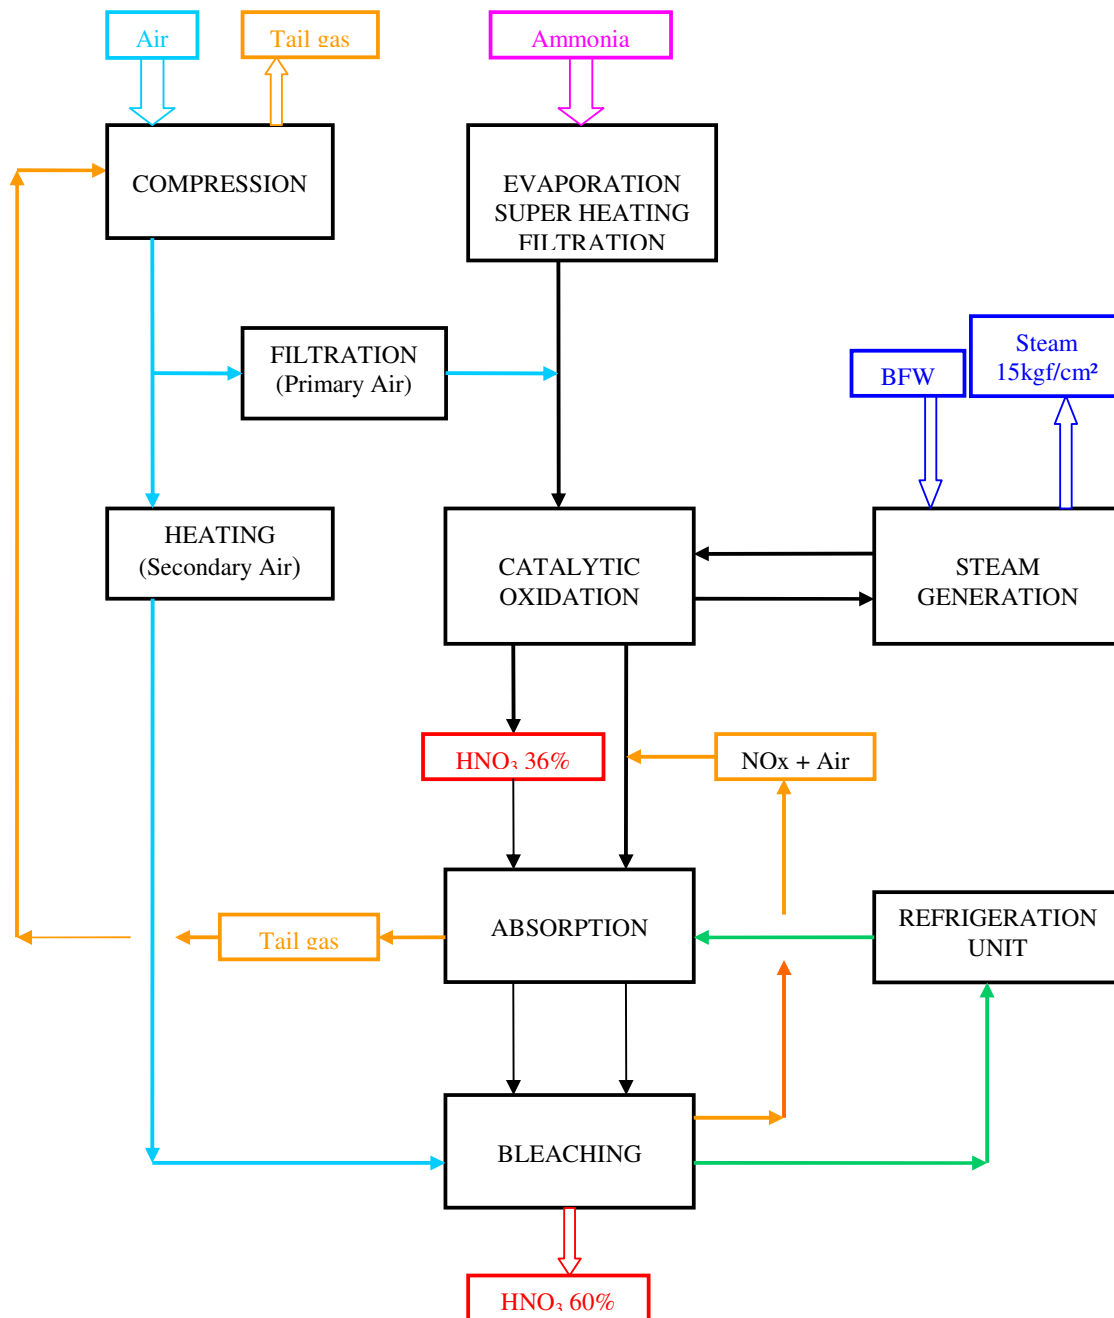 Air
Tail gas
Ammonia
COMPRESSION
EVAPORATION
SUPER HEATING
FILTRATION
FILTRATION
(Primary Air)
BFW
Steam
15kgf/cm²
HEATING
(Secondary Air)
CATALYTIC
OXIDATION
STEAM
GENERATION
HNO₃ 36%
NOx + Air
Tail gas
ABSORPTION
REFRIGERATION
UNIT
BLEACHING
HNO₃ 60%